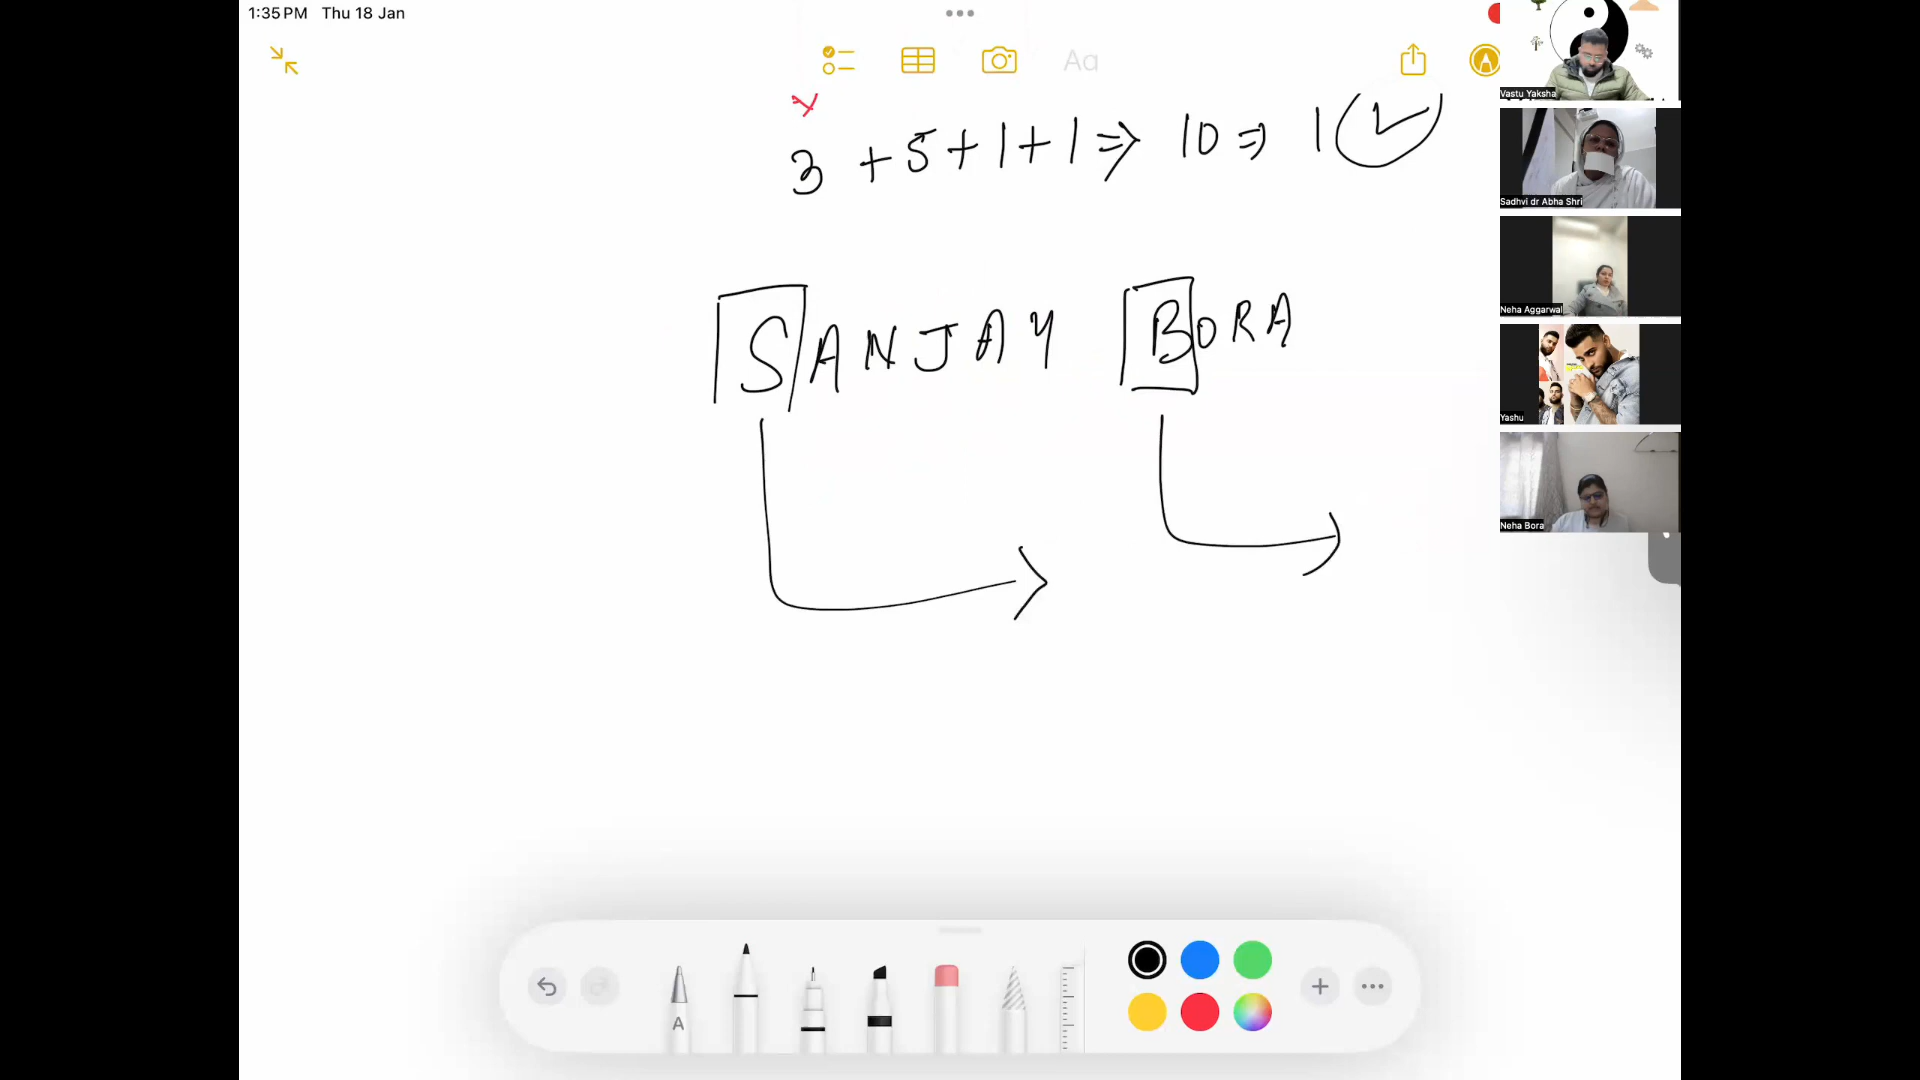 1:35 PM Thu 18 Jan
Aa
3 + 5 + 1 + 1 => 10 => 1
SANJAY BORA
A
Vastu Yaksha
Sadhvi dr Abha Shri
Neha Aggarwal
Yashu
Neha Bora